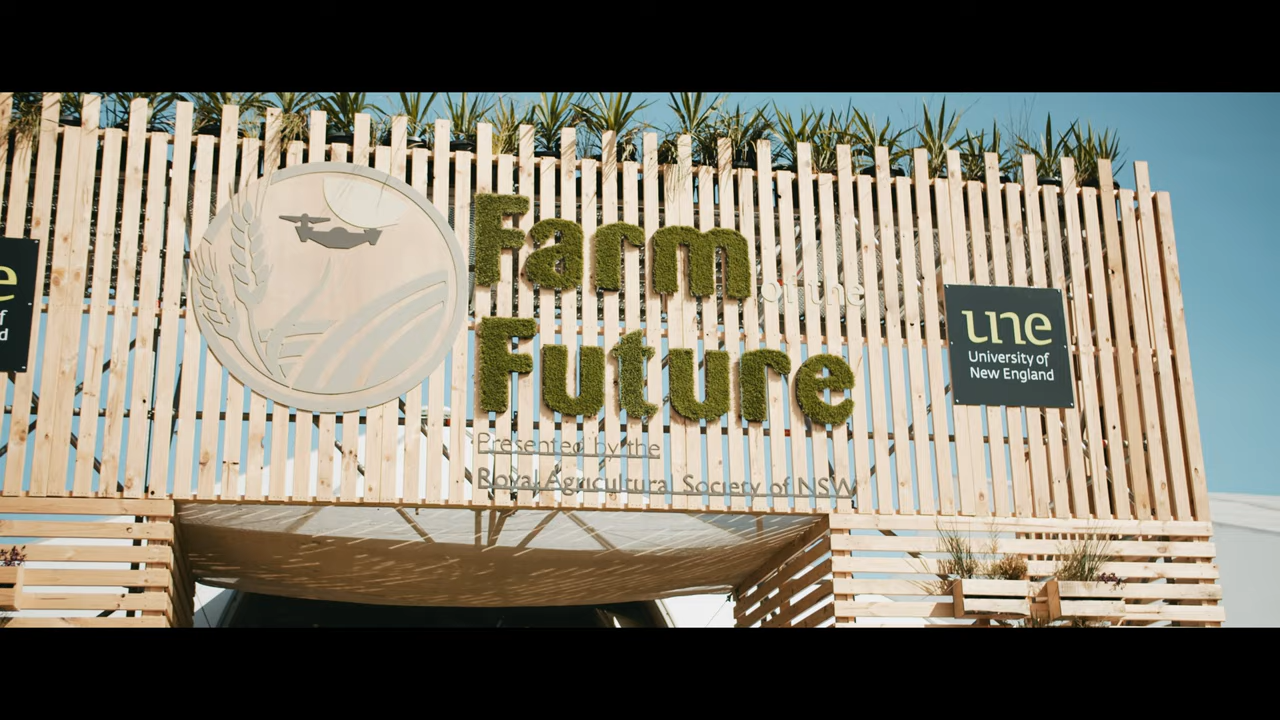 Farm of the
Future
Presented by the
Royal Agricultural Society of NSW
une
University of
New England
e
f
d